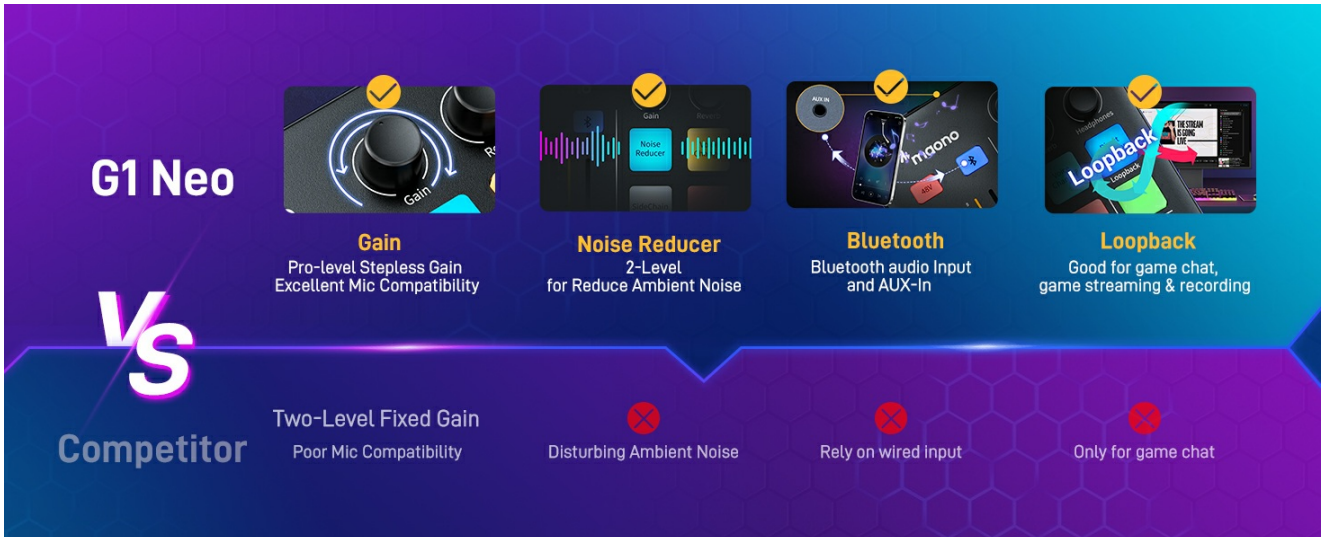 G1 Neo
Gain
Gain
Pro-level Stepless Gain
Excellent Mic Compatibility
Gain
Noise
Reducer
Noise Reducer
2-Level
for Reduce Ambient Noise
AUX IN
maono
ABV
Bluetooth
Bluetooth audio Input
and AUX-In
Headphones
THE STREAM
IS GOING
LIVE
Loopback
Loopback
Loopback
Good for game chat,
game streaming & recording
VS
Competitor
Two-Level Fixed Gain
Poor Mic Compatibility
Disturbing Ambient Noise
Rely on wired input
Only for game chat